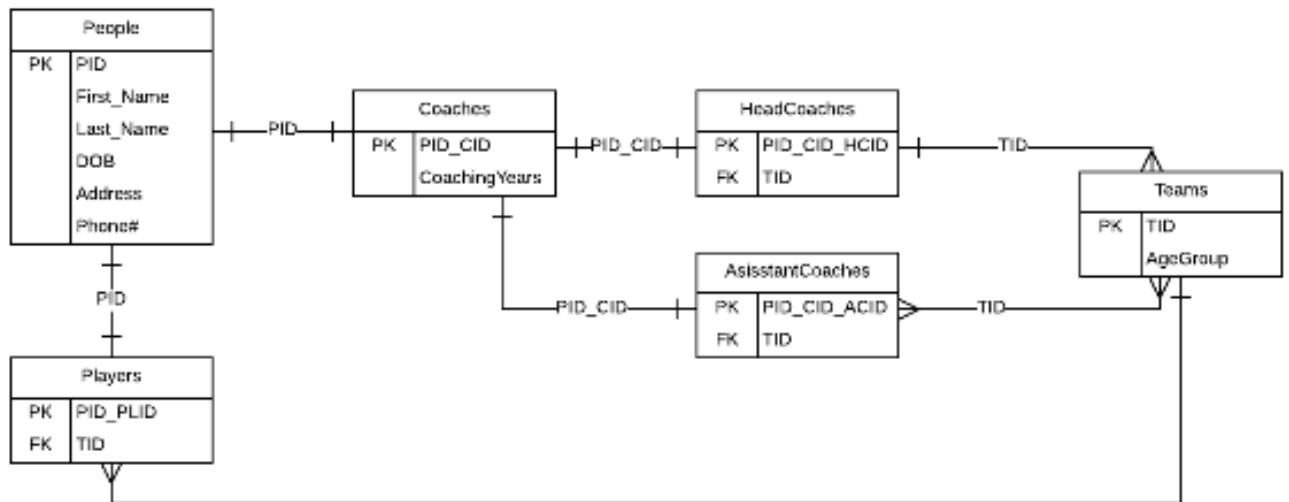 People
PK PID
First_Name
Last_Name
DOB
Address
Phone#
PID
Coaches
PK PID_CID
CoachingYears
PID_CID
HeadCoaches
PK PID_CID_HCID
FK TID
TID
Teams
PK TID
AgeGroup
PID_CID
AsisstantCoaches
PK PID_CID_ACID
FK TID
TID
PID
Players
PK PID_PLID
FK TID